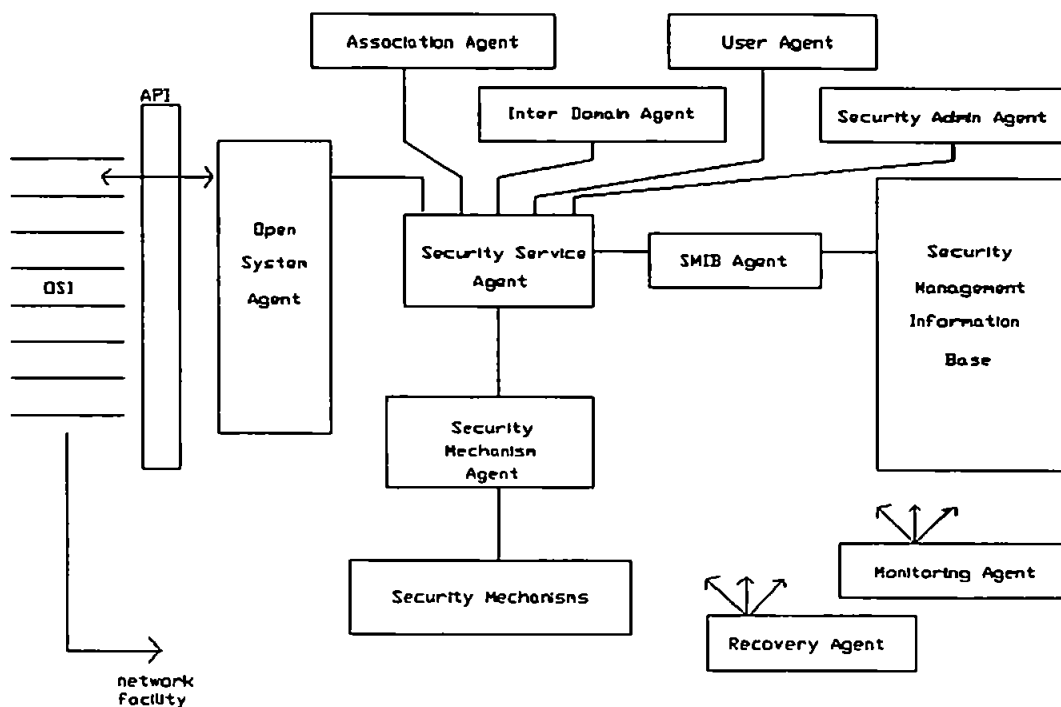 Association Agent
User Agent
API
Inter Domain Agent
Security Admin Agent
Open
System
Agent
Security Service
Agent
SMIB Agent
Security
Management
Information
Base
OSI
Security
Mechanism
Agent
Security Mechanisms
Monitoring Agent
Recovery Agent
network
facility